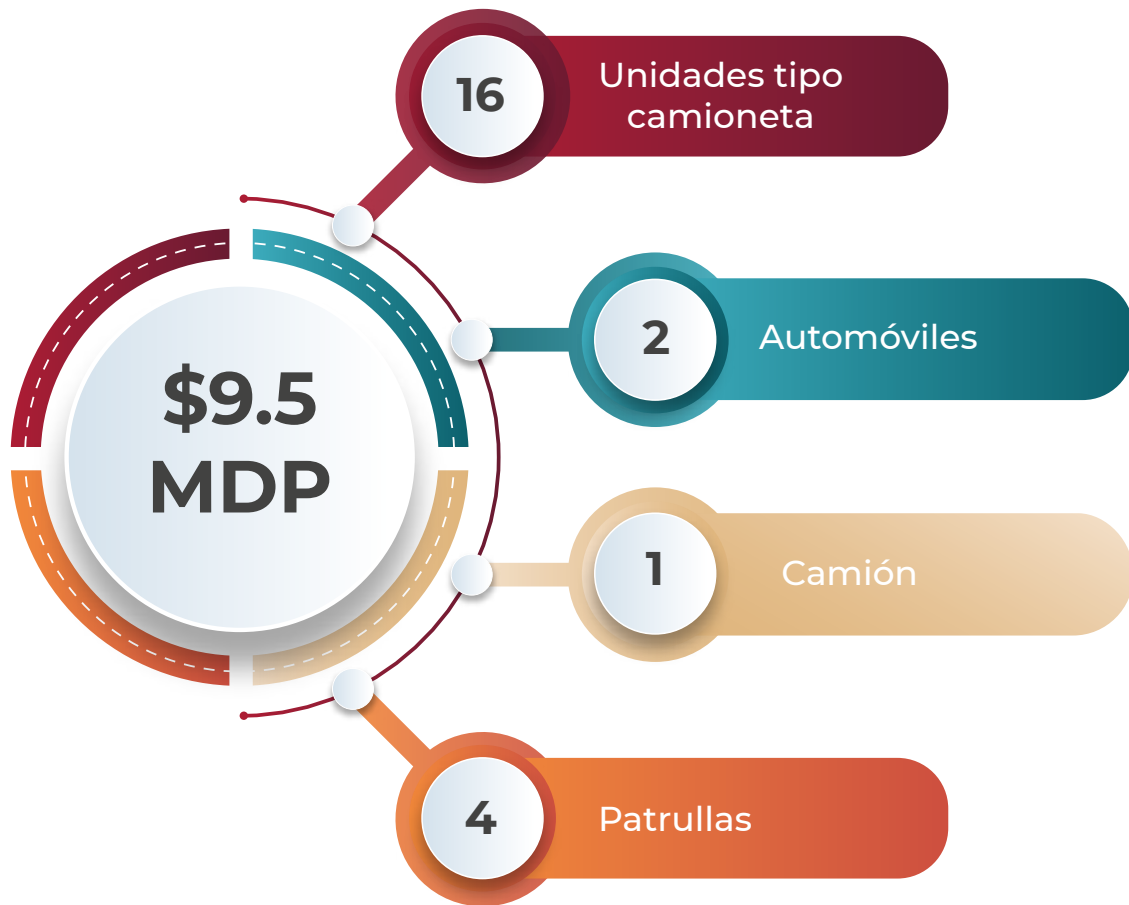 16
Unidades tipo
camioneta
2
Automóviles
$9.5
MDP
1
Camión
4
Patrullas